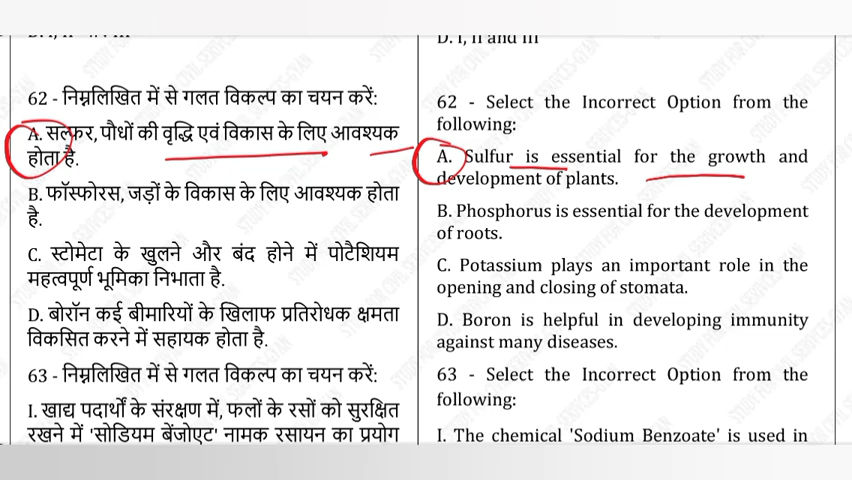 62 - निम्नलिखित में से गलत विकल्प का चयन करें:
A. सल्फर, पौधों की वृद्धि एवं विकास के लिए आवश्यक
होता है.
B. फॉस्फोरस, जड़ों के विकास के लिए आवश्यक होता
है.
C. स्टोमेटा के खुलने और बंद होने में पोटैशियम
महत्वपूर्ण भूमिका निभाता है.
D. बोरॉन कई बीमारियों के खिलाफ प्रतिरोधक क्षमता
विकसित करने में सहायक होता है.
63 - निम्नलिखित में से गलत विकल्प का चयन करें:
I. खाद्य पदार्थों के संरक्षण में, फलों के रसों को सुरक्षित
रखने में 'सोडियम बेंजोएट' नामक रसायन का प्रयोग
D. I, II and III
62 - Select the Incorrect Option from the
following:
A. Sulfur is essential for the growth and
development of plants.
B. Phosphorus is essential for the development
of roots.
C. Potassium plays an important role in the
opening and closing of stomata.
D. Boron is helpful in developing immunity
against many diseases.
63 - Select the Incorrect Option from the
following:
I. The chemical 'Sodium Benzoate' is used in